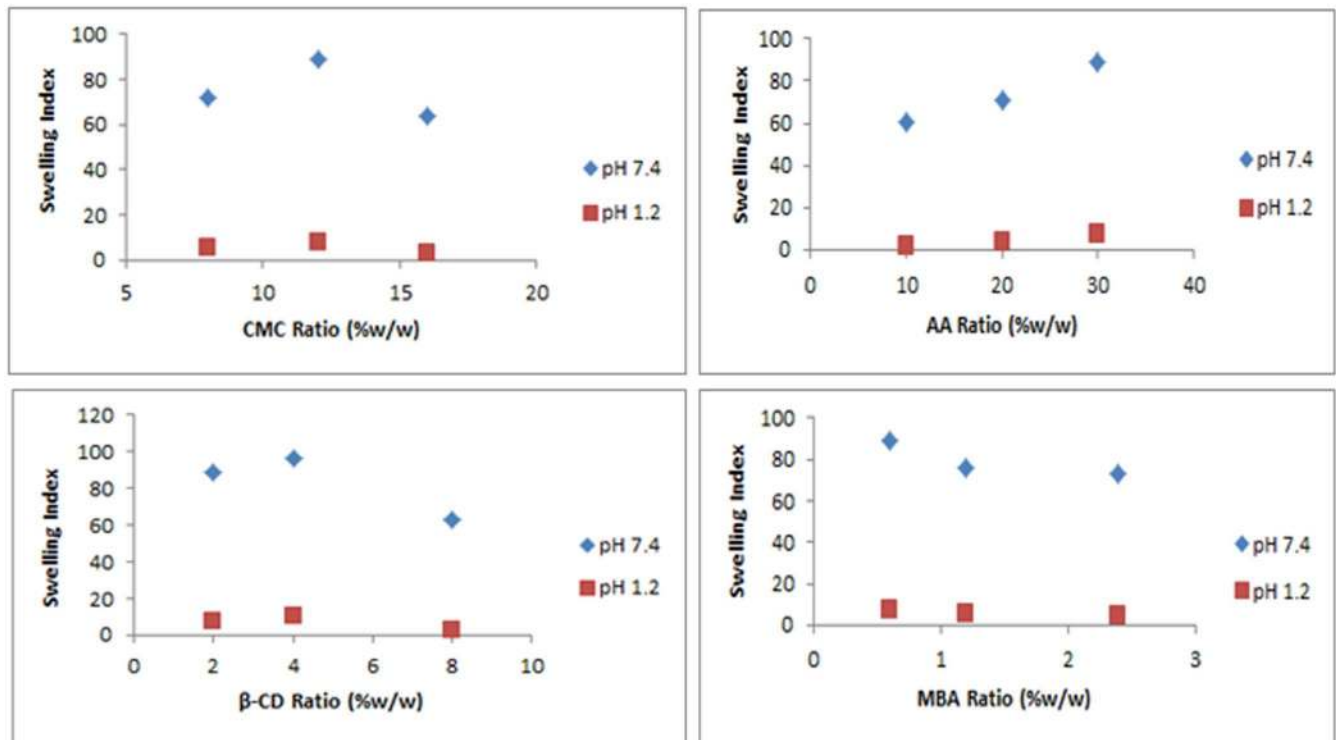 100
80
60
40
20
0
Swelling Index
5 10 15 20
CMC Ratio (%w/w)
pH 7.4
pH 1.2
100
80
60
40
20
0
Swelling Index
0 10 20 30 40
AA Ratio (%w/w)
pH 7.4
pH 1.2
120
100
80
60
40
20
0
Swelling Index
0 2 4 6 8 10
β-CD Ratio (%w/w)
pH 7.4
pH 1.2
100
80
60
40
20
0
Swelling Index
0 1 2 3
MBA Ratio (%w/w)
pH 7.4
pH 1.2